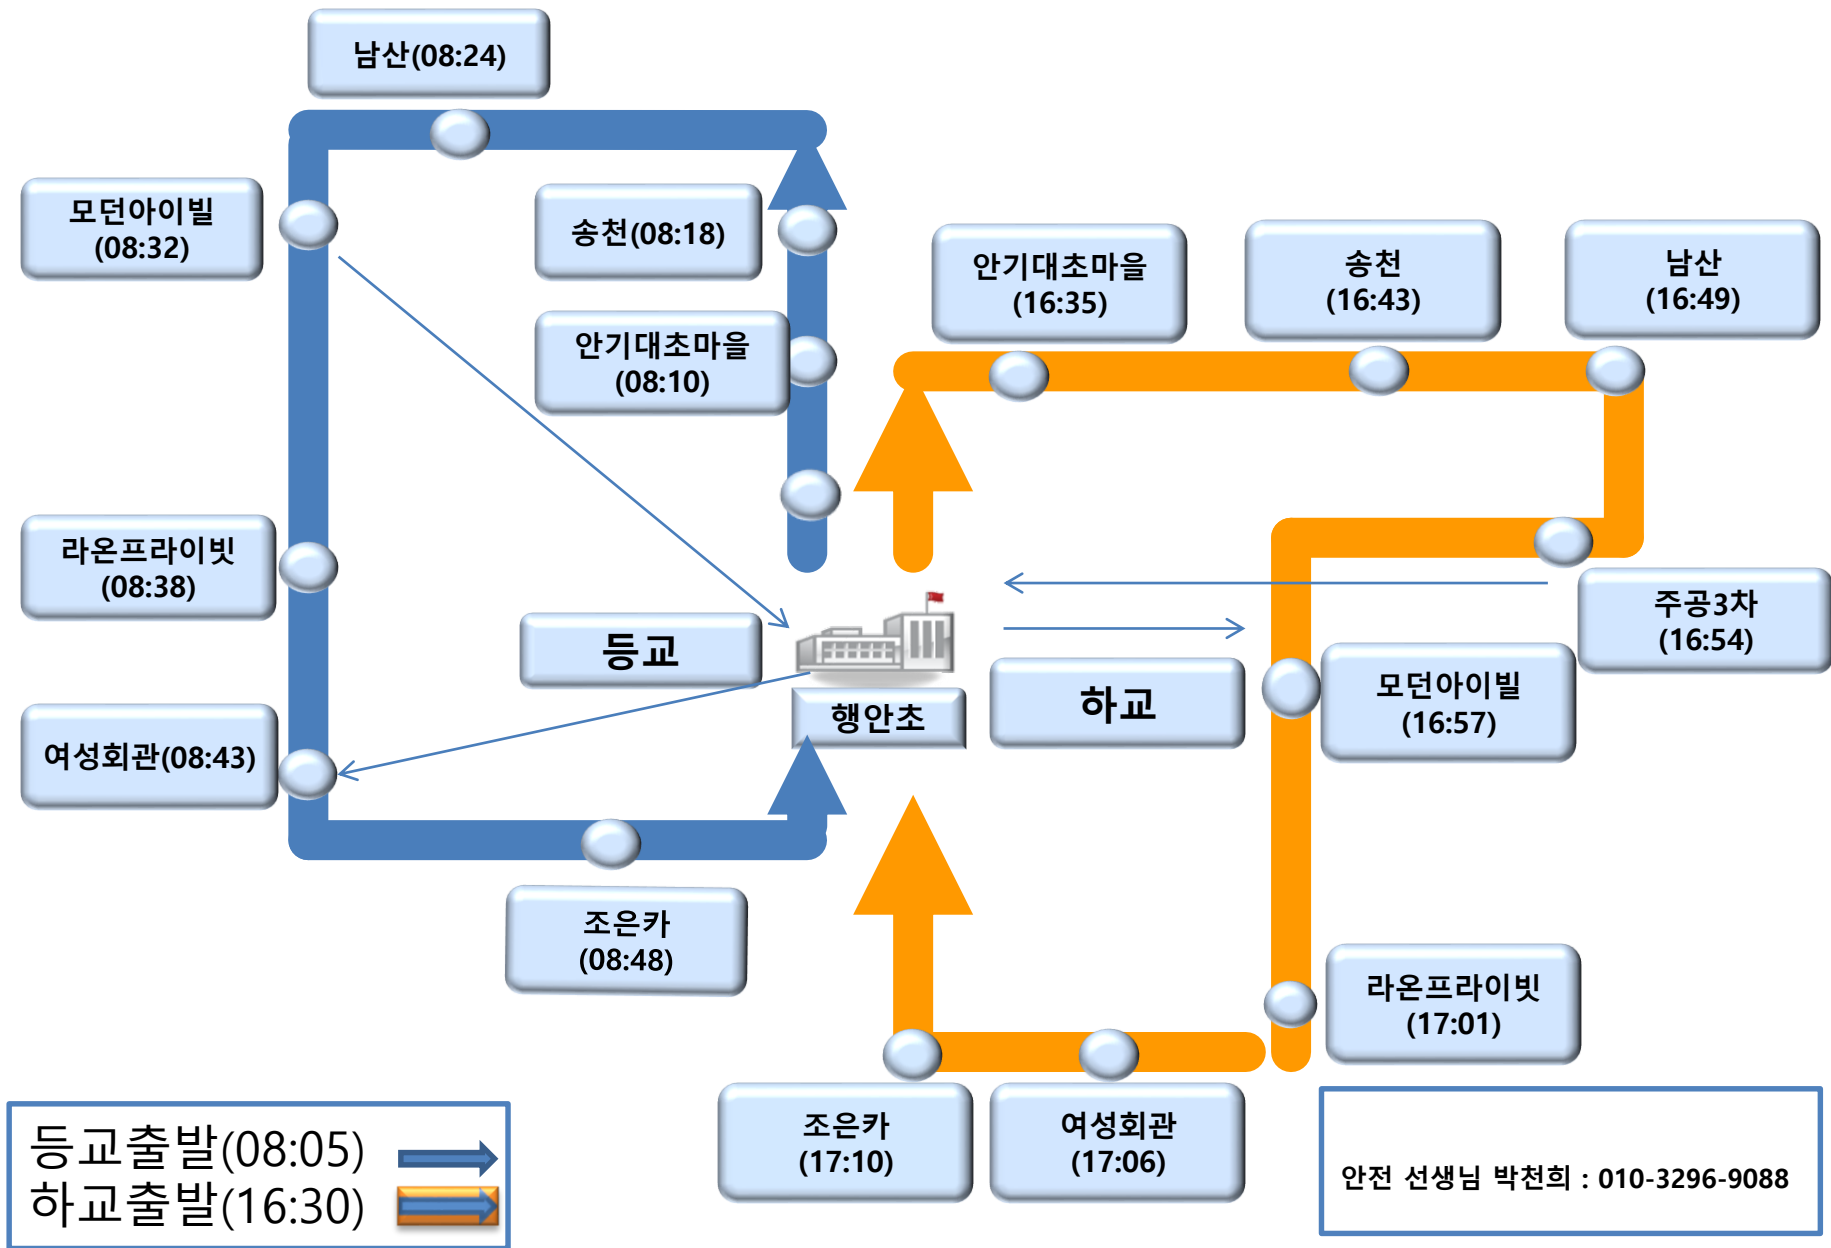 남산(08:24)
모던아이빌
(08:32)
송천(08:18)
안기대초마을
(08:10)
안기대초마을
(16:35)
송천
(16:43)
남산
(16:49)
라온프라이빗
(08:38)
등교
행안초
하교
주공3차
(16:54)
모던아이빌
(16:57)
여성회관(08:43)
조은카
(08:48)
라온프라이빗
(17:01)
조은카
(17:10)
여성회관
(17:06)
등교출발(08:05)
하교출발(16:30)
안전 선생님 박천희 : 010-3296-9088